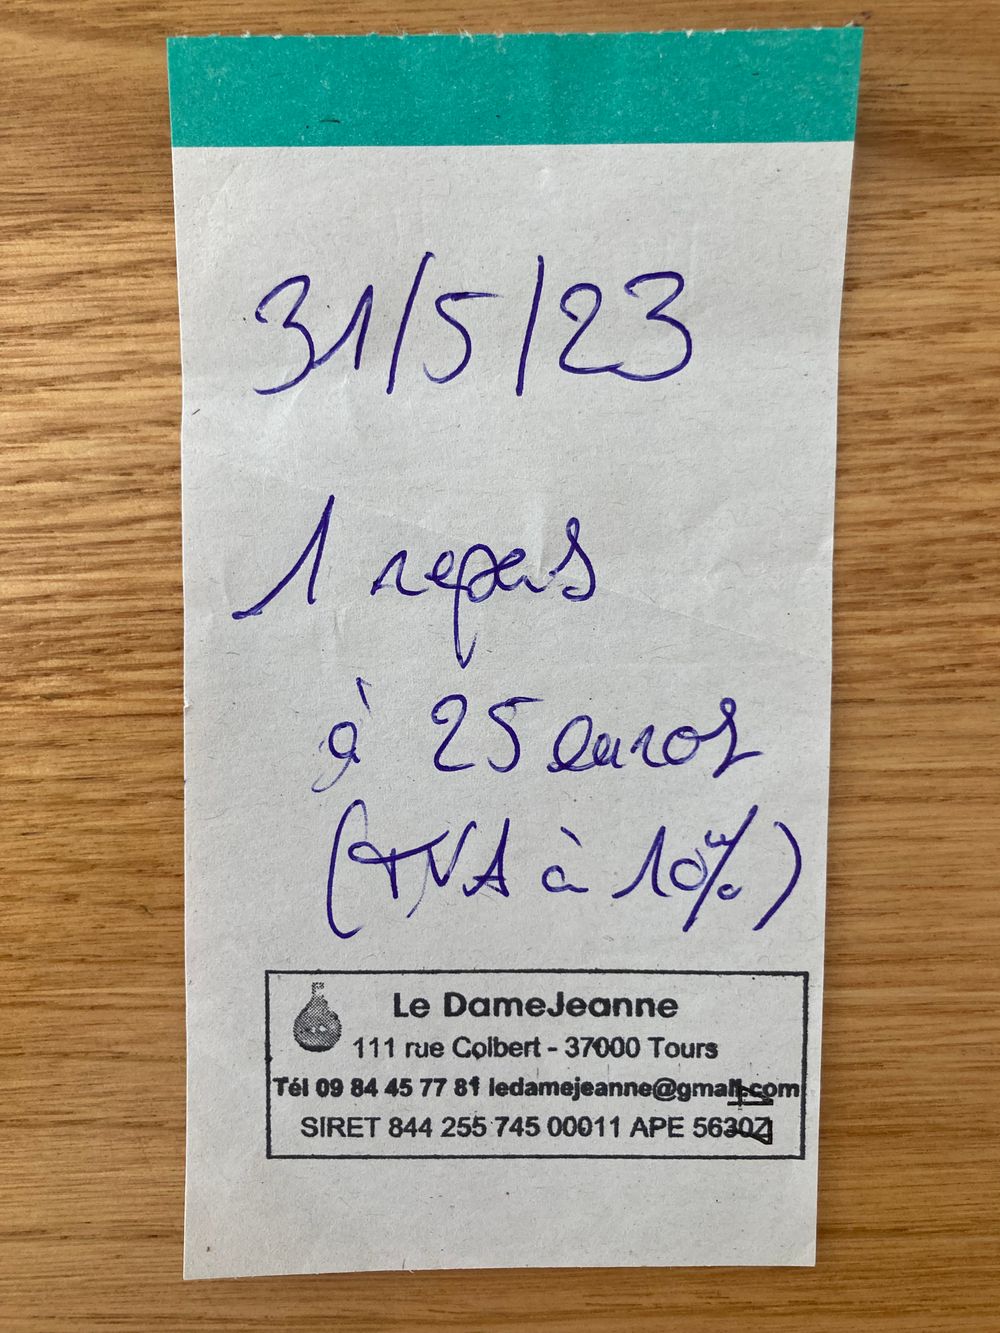 31/5/23
1 repas
à 25 euros
(TVA à 10%)
Le DameJeanne
111 rue Colbert - 37000 Tours
Tél 09 84 45 77 81 ledamejeanne@gmail.com
SIRET 844 255 745 00011 APE 5630Z